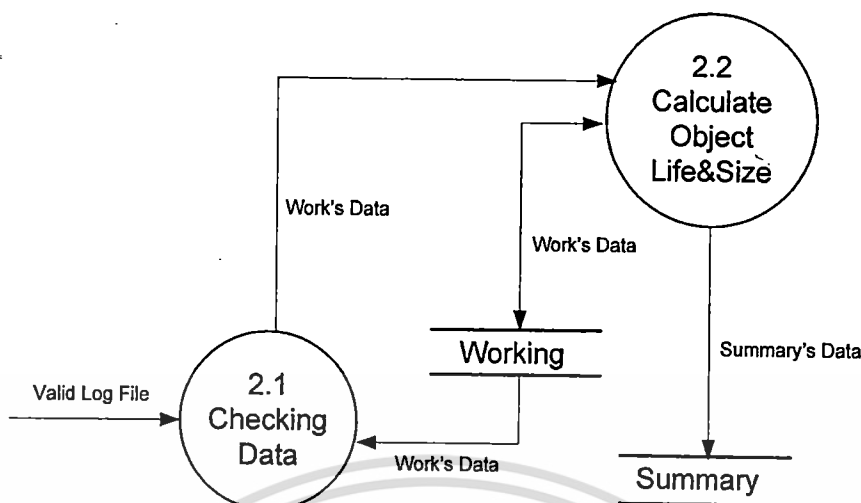 2.2
Calculate
Object
Life&Size
Work's Data
Work's Data
Working
Summary's Data
Valid Log File
2.1
Checking
Data
Work's Data
Summary